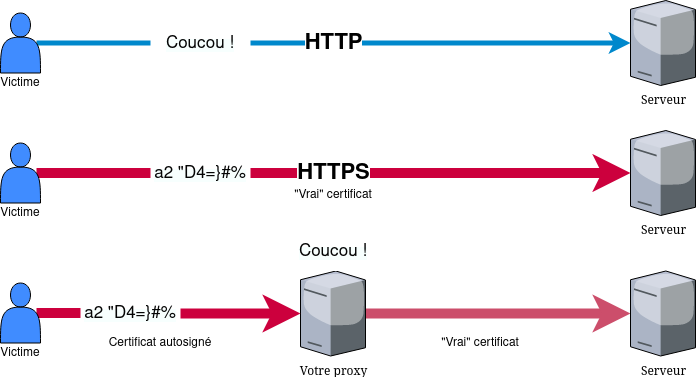 Coucou ! HTTP
Victime
Serveur
a2 "D4=}#% HTTPS
"Vrai" certificat
Victime
Serveur
Coucou !
a2 "D4=}#%
Certificat autosigné
"Vrai" certificat
Victime
Votre proxy
Serveur